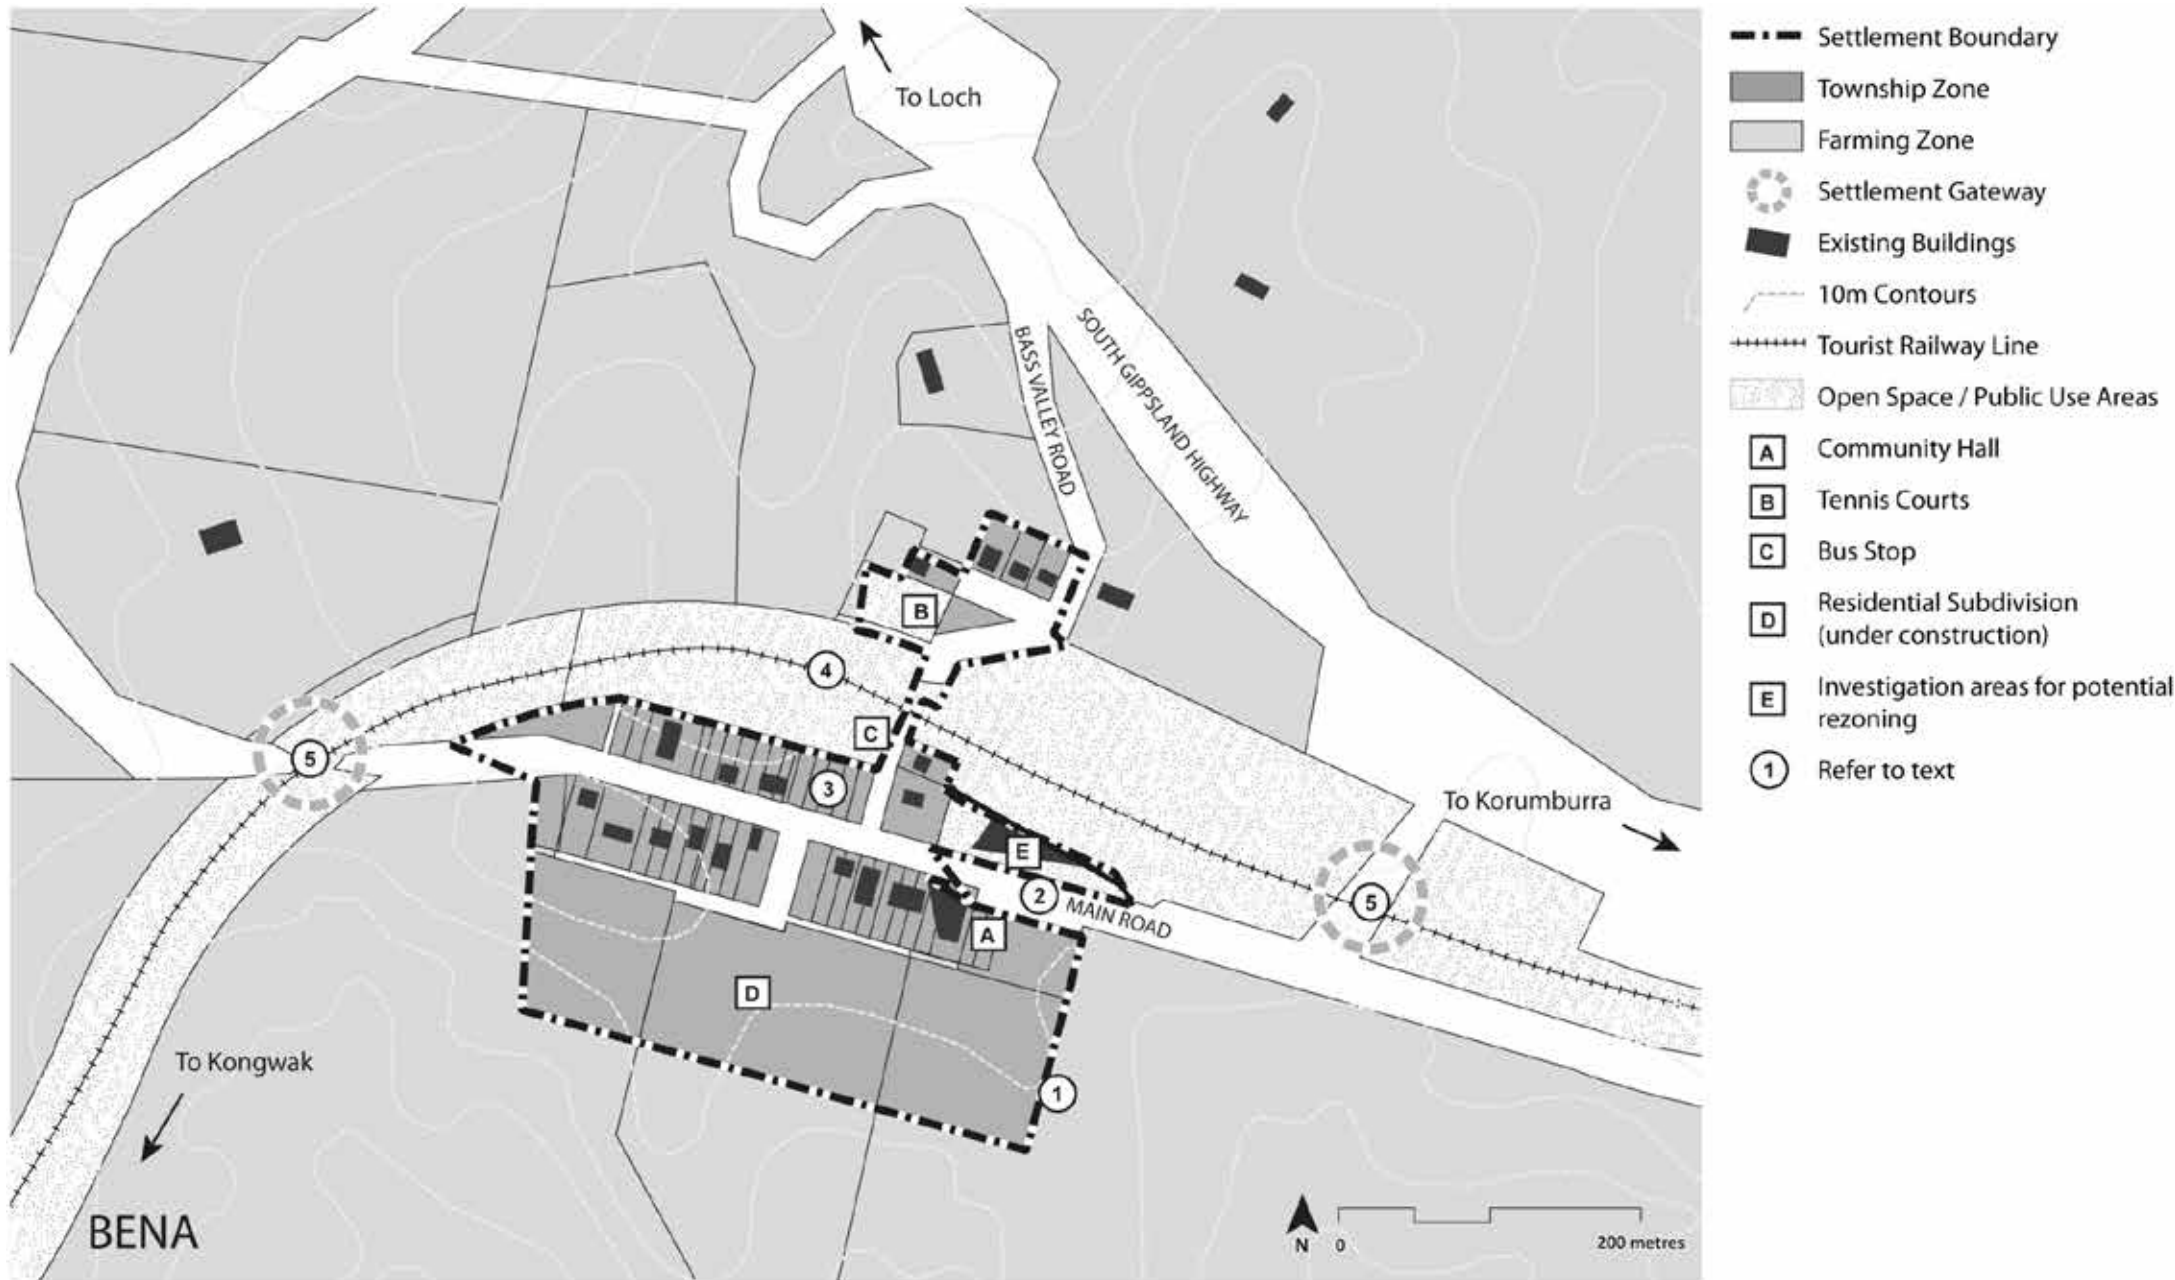 To Loch
BASS VALLEY ROAD
SOUTH GIPPSLAND HIGHWAY
B
4
C
5
3
To Korumburra
E
2
MAIN ROAD
5
A
D
1
To Kongwak
BENA
N
0
200 metres
Settlement Boundary
Township Zone
Farming Zone
Settlement Gateway
Existing Buildings
10m Contours
Tourist Railway Line
Open Space / Public Use Areas
A Community Hall
B Tennis Courts
C Bus Stop
D Residential Subdivision
(under construction)
E Investigation areas for potential
rezoning
1 Refer to text